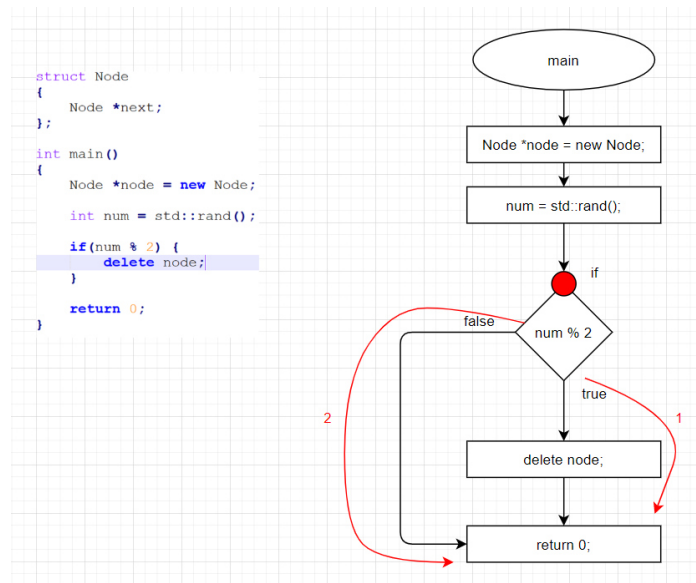 struct Node
{
Node *next;
};
int main()
{
Node *node = new Node;
int num = std::rand();
if(num % 2) {
delete node;
}
return 0;
}
main
Node *node = new Node;
num = std::rand();
if
false
num % 2
true
2
1
delete node;
return 0;